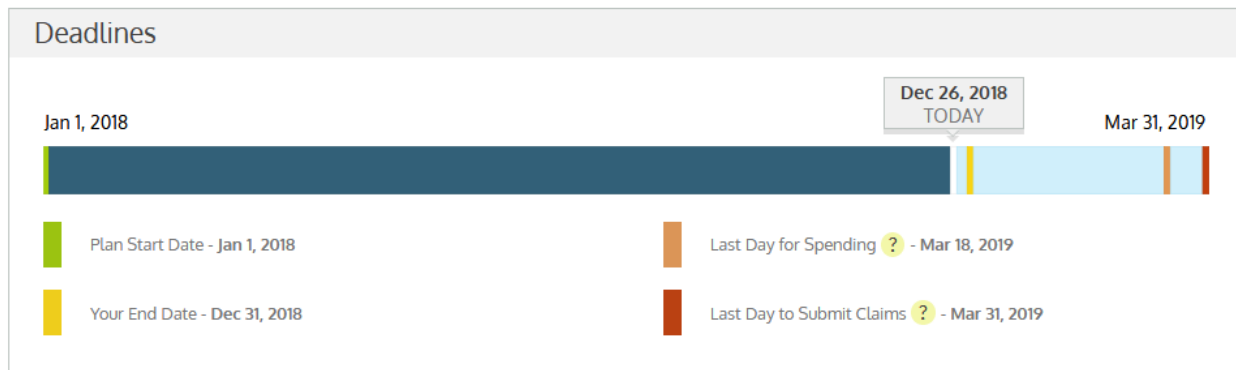 Deadlines
Dec 26, 2018
TODAY
Jan 1, 2018
Mar 31, 2019
Plan Start Date - Jan 1, 2018
Last Day for Spending ? - Mar 18, 2019
Your End Date - Dec 31, 2018
Last Day to Submit Claims ? - Mar 31, 2019